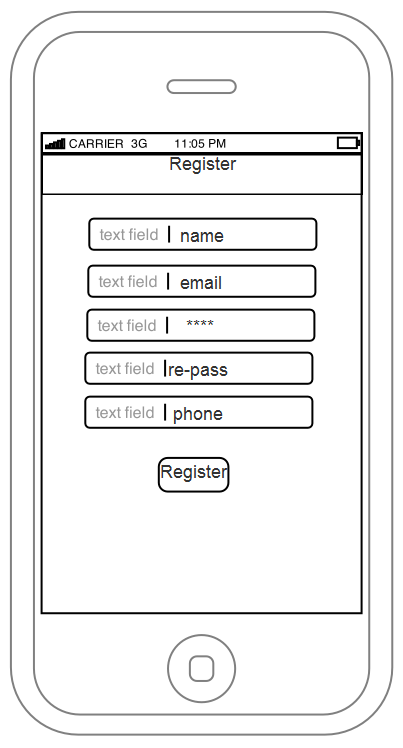 CARRIER 3G 11:05 PM
Register
text field name
text field email
text field ****
text field re-pass
text field phone
Register